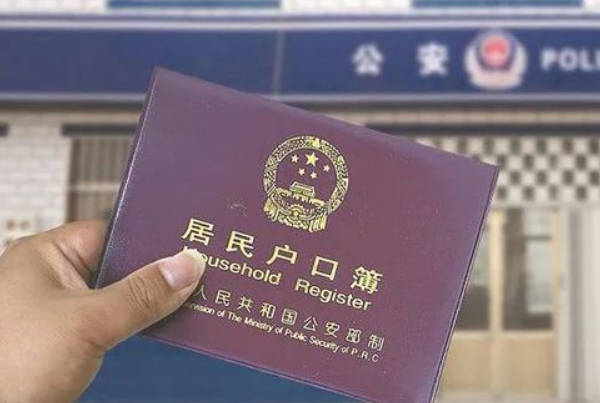 公安 POLI
居民户口簿
Household Register
人民共和国公安部制
of The Ministry of Public Security of P.R.C